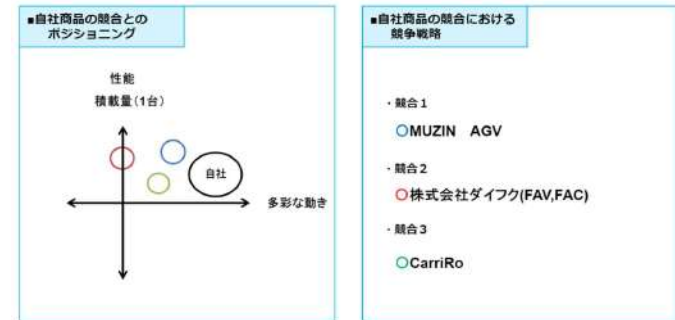 ■自社商品の競合との
ポジショニング
性能
積載量(1台)
自社
多彩な動き
■自社商品の競合における
競争戦略
・競合1
○MUZIN AGV
・競合2
○株式会社ダイフク(FAV,FAC)
・競合3
○CarriRo